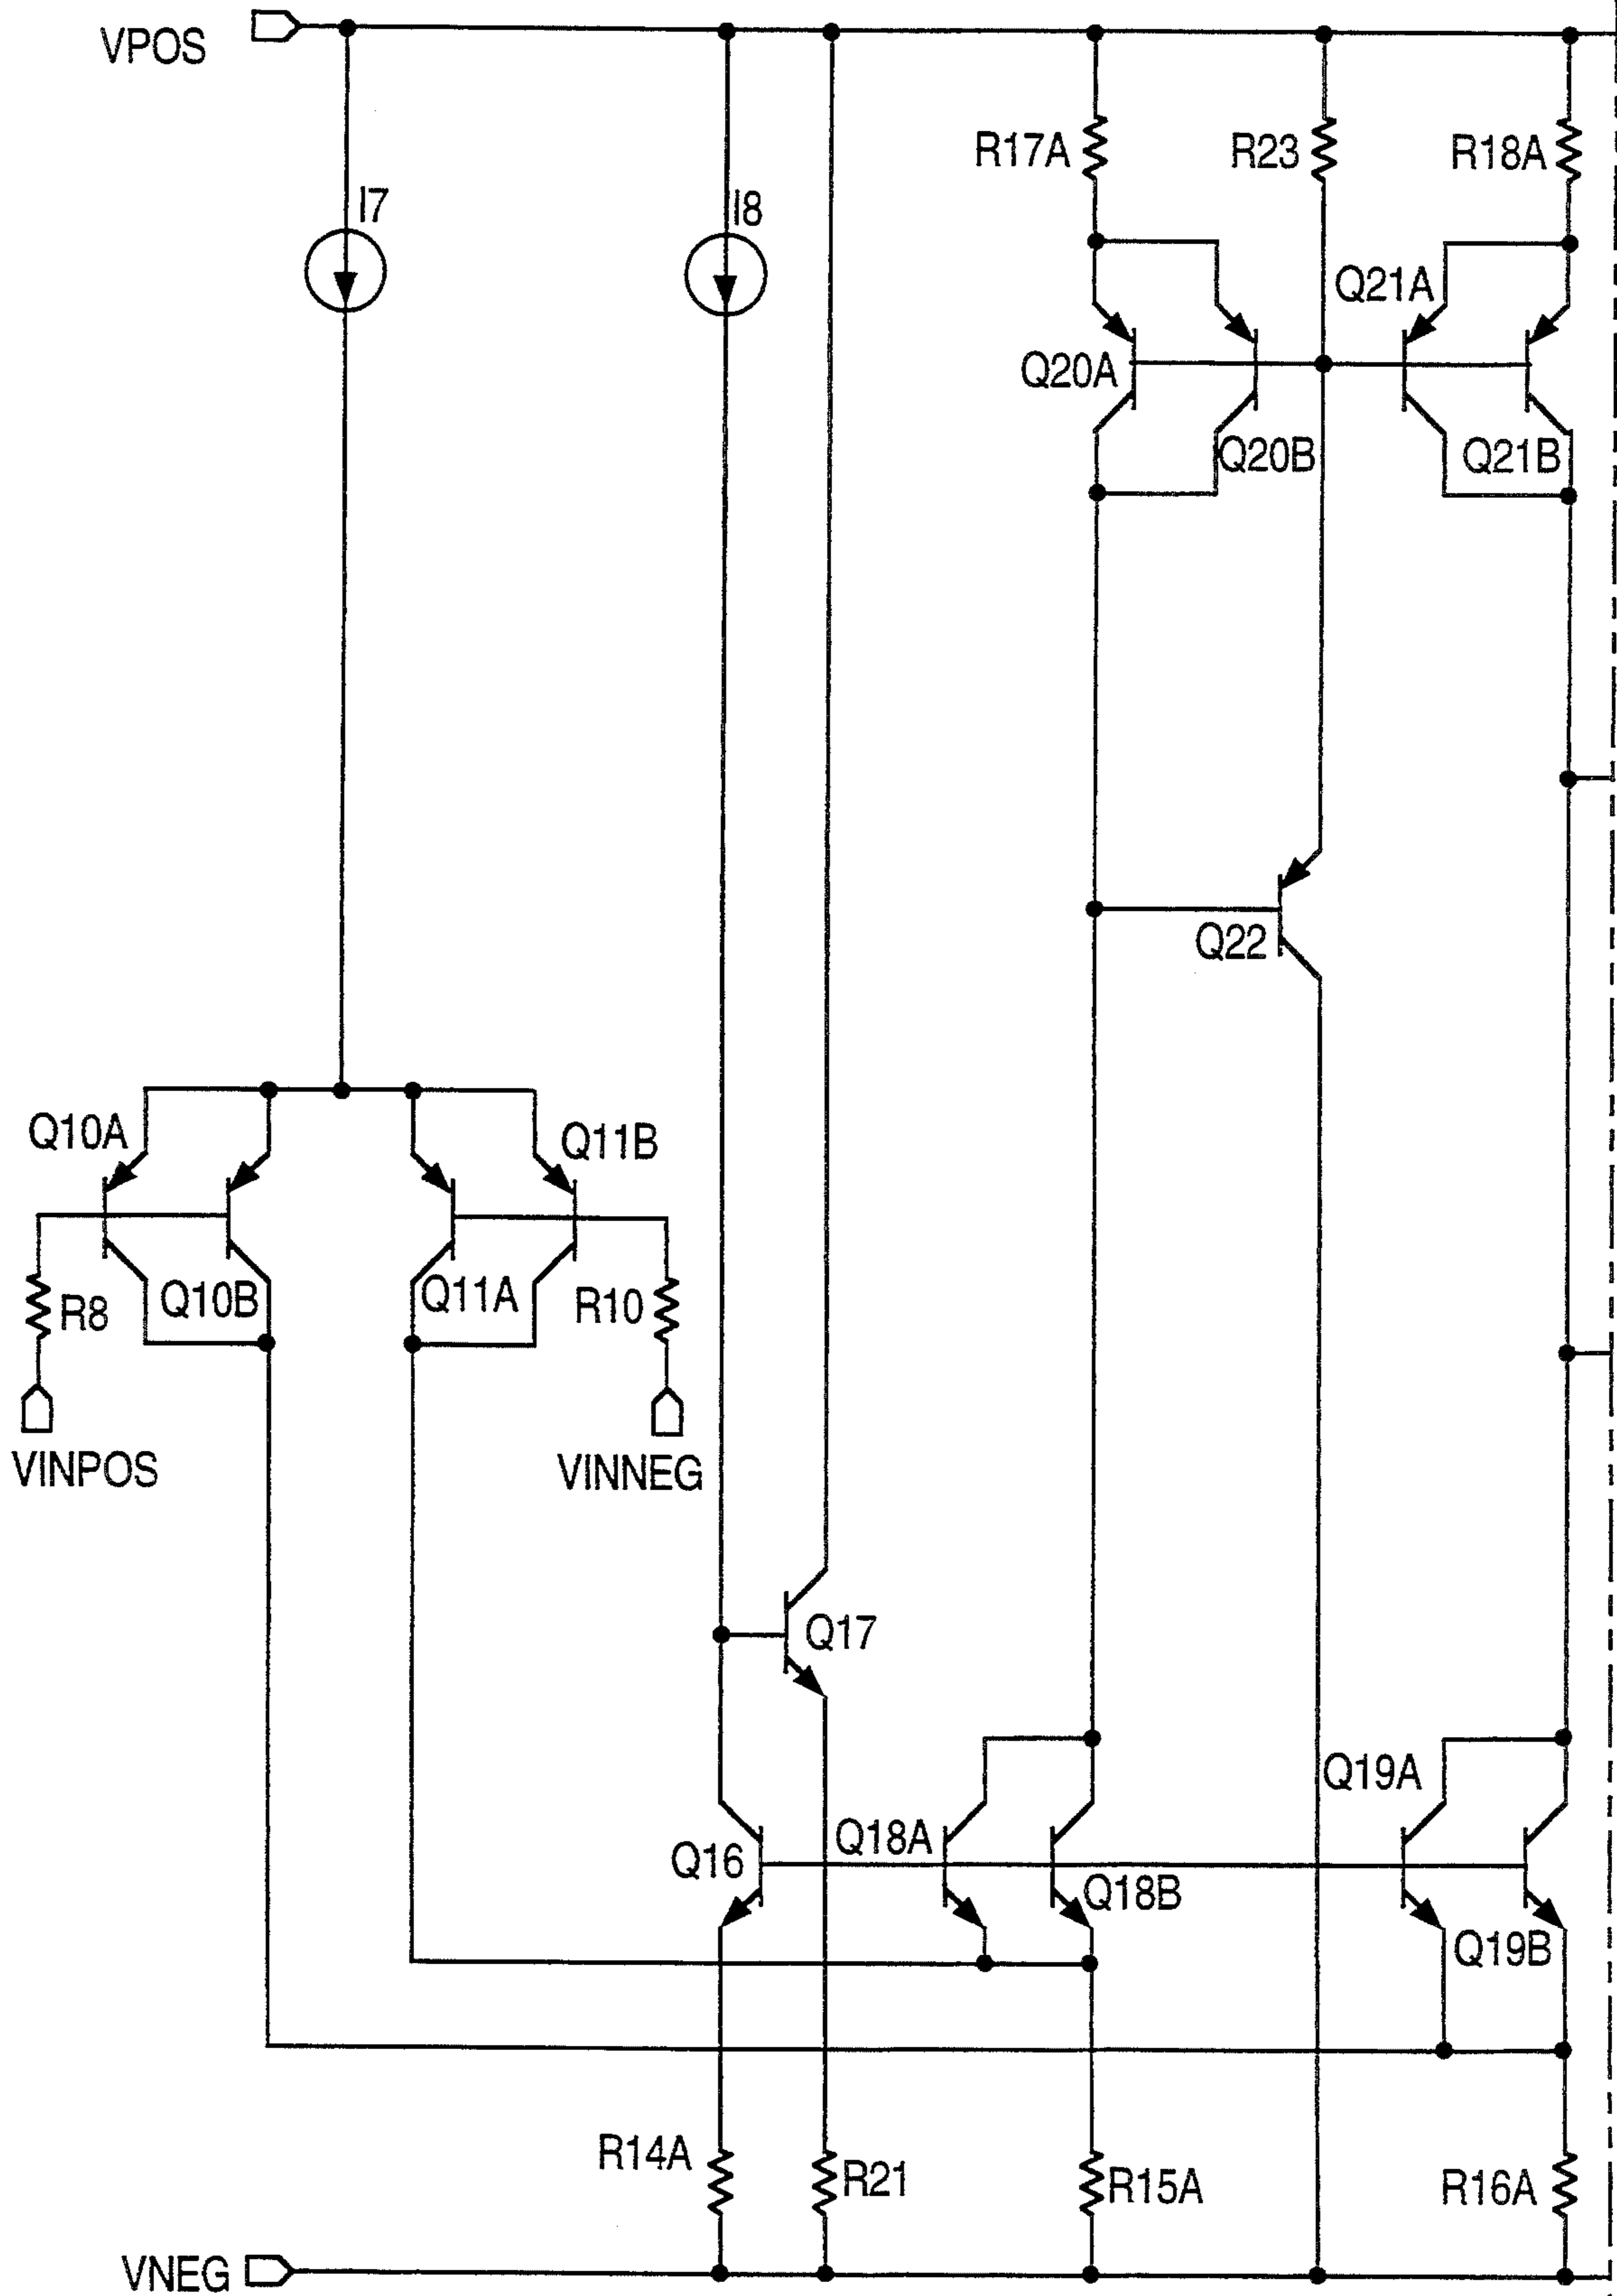 VPOS
I7
I8
R17A
R23
R18A
Q21A
Q20A
Q20B
Q21B
Q22
Q10A
Q11B
R8
Q10B
Q11A
R10
VINPOS
VINNEG
Q17
Q19A
Q18A
Q16
Q18B
Q19B
R14A
R21
R15A
R16A
VNEG